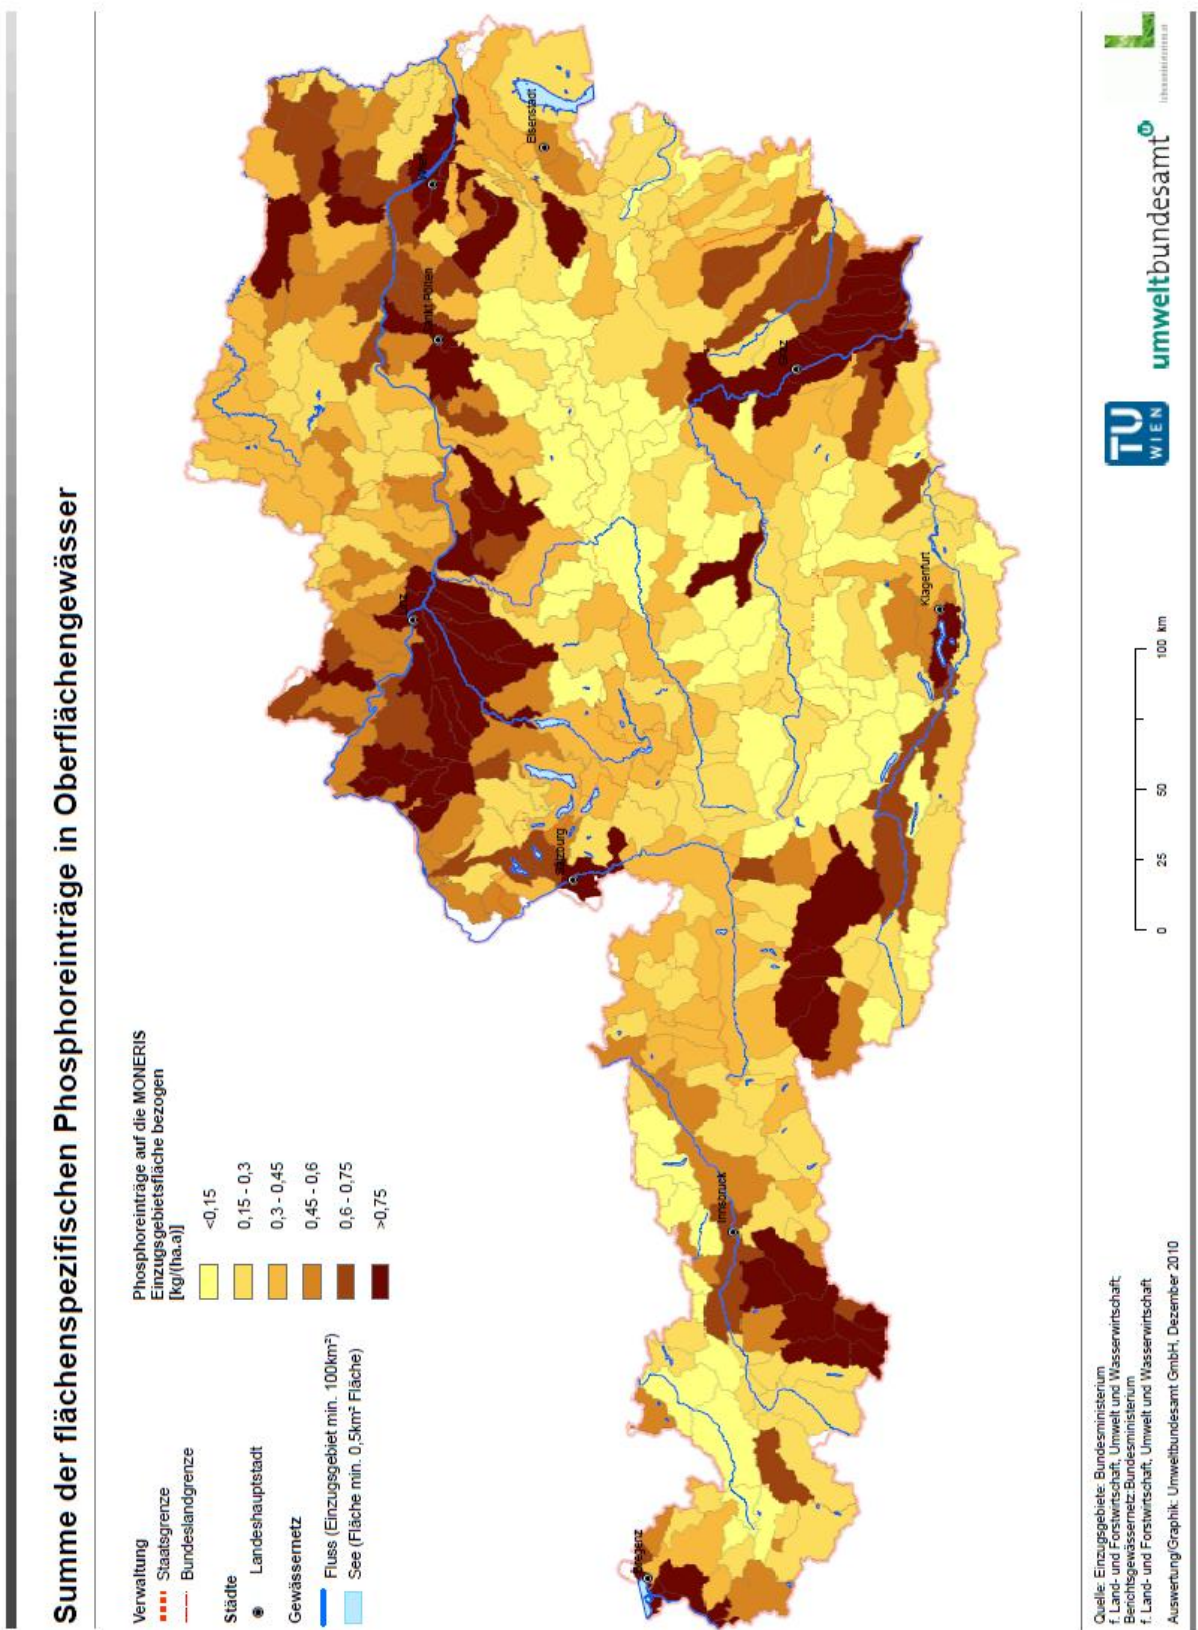 Summe der flächenspezifischen Phosphoreinträge in Oberflächengewässer
Verwaltung
Staatsgrenze
Bundeslandgrenze
Städte
Landeshauptstadt
Gewässernetz
Fluss (Einzugsgebiet min. 100km²)
See (Fläche min. 0,5km² Fläche)
Phosphoreinträge auf die MONERIS
Einzugsgebietsfläche bezogen
[kg/(ha.a)]
<0,15
0,15 - 0,3
0,3 - 0,45
0,45 - 0,6
0,6 - 0,75
>0,75
Bregenz
Innsbruck
Salzburg
Linz
Sankt Pölten
Wien
Eisenstadt
Graz
Klagenfurt
0 25 50 100 km
Quelle: Einzugsgebiete: Bundesministerium
f. Land- und Forstwirtschaft, Umwelt und Wasserwirtschaft;
Berichtsgewässernetz:Bundesministerium
f. Land- und Forstwirtschaft, Umwelt und Wasserwirtschaft
Auswertung/Graphik: Umweltbundesamt GmbH, Dezember 2010
TU
WIEN
umweltbundesamt
u
lebensministerium.at